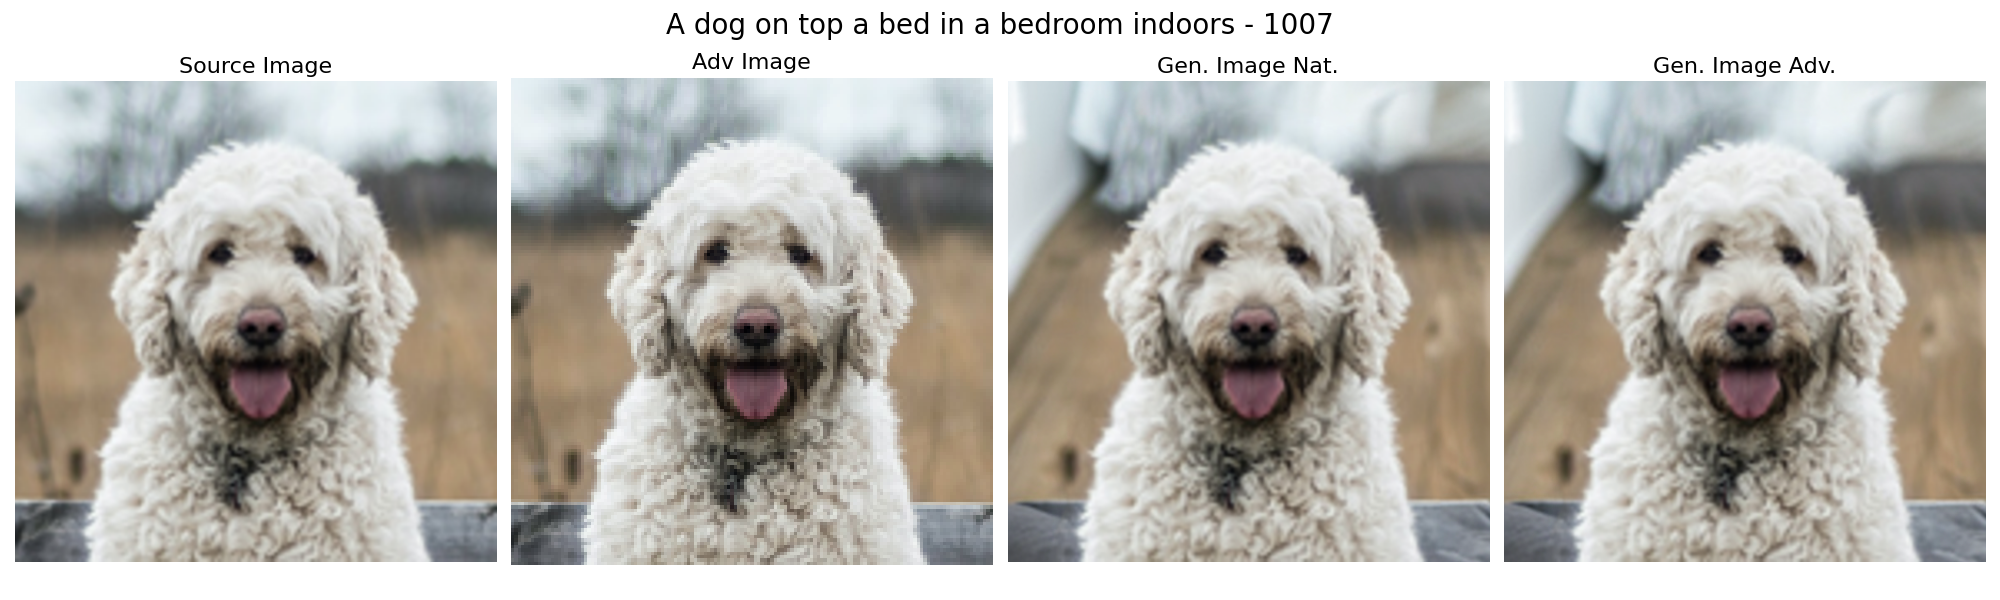 A dog on top a bed in a bedroom indoors - 1007
Source Image
Adv Image
Gen. Image Nat.
Gen. Image Adv.